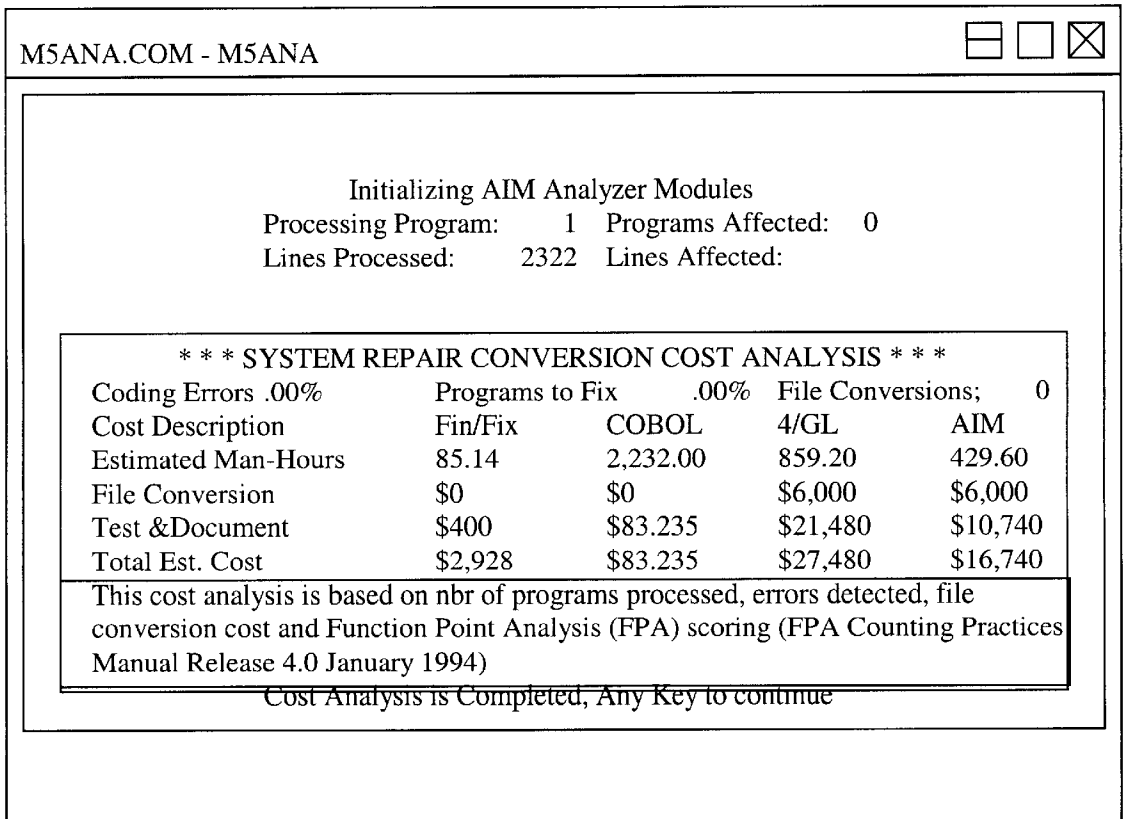 M5ANA.COM - M5ANA
Initializing AIM Analyzer Modules
Processing Program: 1 Programs Affected: 0
Lines Processed: 2322 Lines Affected:
* * * SYSTEM REPAIR CONVERSION COST ANALYSIS * * *
Coding Errors .00% Programs to Fix .00% File Conversions; 0
Cost Description Fin/Fix COBOL 4/GL AIM
Estimated Man-Hours 85.14 2,232.00 859.20 429.60
File Conversion $0 $0 $6,000 $6,000
Test &Document $400 $83.235 $21,480 $10,740
Total Est. Cost $2,928 $83.235 $27,480 $16,740
This cost analysis is based on nbr of programs processed, errors detected, file
conversion cost and Function Point Analysis (FPA) scoring (FPA Counting Practices
Manual Release 4.0 January 1994)
Cost Analysis is Completed, Any Key to continue